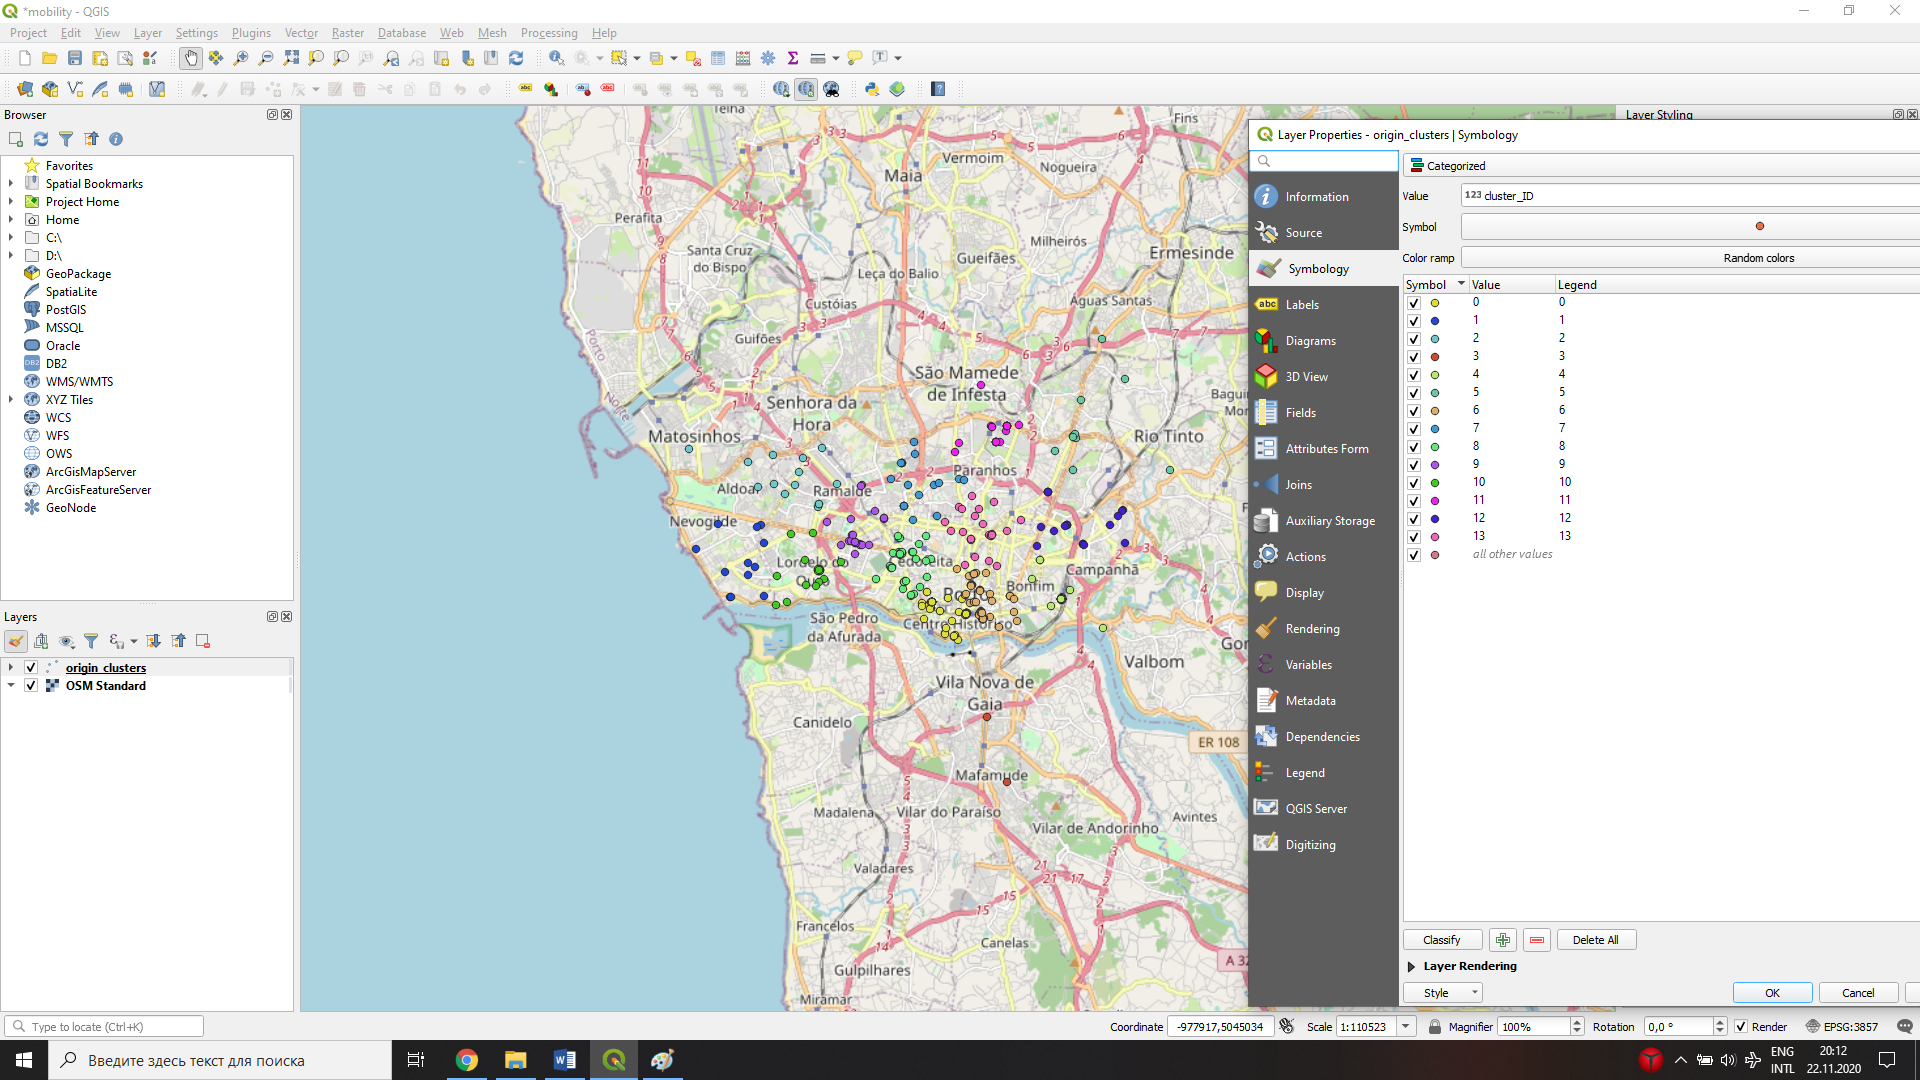 *mobility - QGIS
Project Edit View Layer Settings Plugins Vector Raster Database Web Mesh Processing Help
Browser
Favorites
Spatial Bookmarks
Project Home
Home
C:\
D:\
GeoPackage
SpatiaLite
PostGIS
MSSQL
Oracle
DB2
WMS/WMTS
XYZ Tiles
WCS
WFS
OWS
ArcGisMapServer
ArcGisFeatureServer
GeoNode
Layers
origin_clusters
OSM Standard
Fins
Vermoim
Nogueira
Maia
Perafita
Santa Cruz
do Bispo
Milheirós
Ermesinde
Gueifães
Leça do Balio
Custóias
Águas Santas
Guifões
Porto
Norte
São Mamede
de Infesta
Senhora da
Hora
Matosinhos
Rio Tinto
Paranhos
Aldoar
Ramalde
Nevogilde
Campanhã
Bonfim
Centro Histórico
São Pedro
da Afurada
Valbom
Vila Nova de
Gaia
Canidelo
ER 108
Mafamude
Madalena
Vilar do Paraíso
Avintes
Vilar de Andorinho
Valadares
Francelos
Canelas
Gulpilhares
Miramar
Layer Styling
Layer Properties - origin_clusters | Symbology
Information
Source
Symbology
Labels
Diagrams
3D View
Fields
Attributes Form
Joins
Auxiliary Storage
Actions
Display
Rendering
Variables
Metadata
Dependencies
Legend
QGIS Server
Digitizing
Categorized
Value 123 cluster_ID
Symbol
Color ramp Random colors
Symbol Value Legend
0 0
1 1
2 2
3 3
4 4
5 5
6 6
7 7
8 8
9 9
10 10
11 11
12 12
13 13
all other values
Classify Delete All
Layer Rendering
Style OK Cancel
Type to locate (Ctrl+K)
Coordinate -977917,5045034 Scale 1:110523 Magnifier 100% Rotation 0,0 ° Render EPSG:3857
Введите здесь текст для поиска
ENG
INTL
20:12
22.11.2020